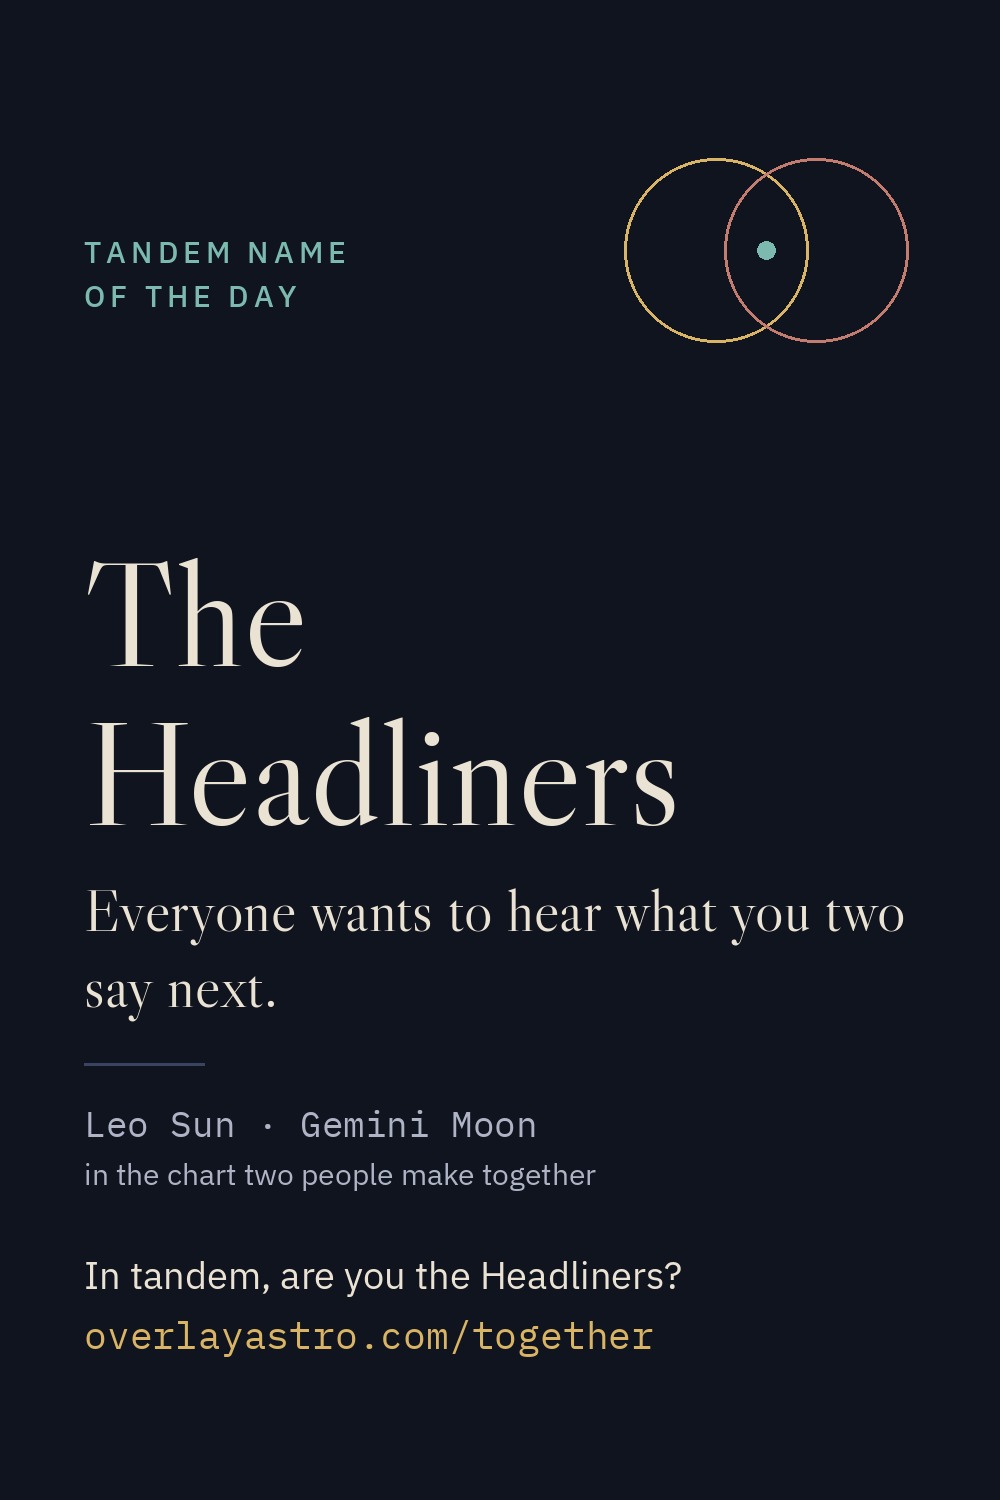 TANDEM NAME
OF THE DAY
The
Headliners
Everyone wants to hear what you two
say next.
Leo Sun · Gemini Moon
in the chart two people make together
In tandem, are you the Headliners?
overlayastro.com/together